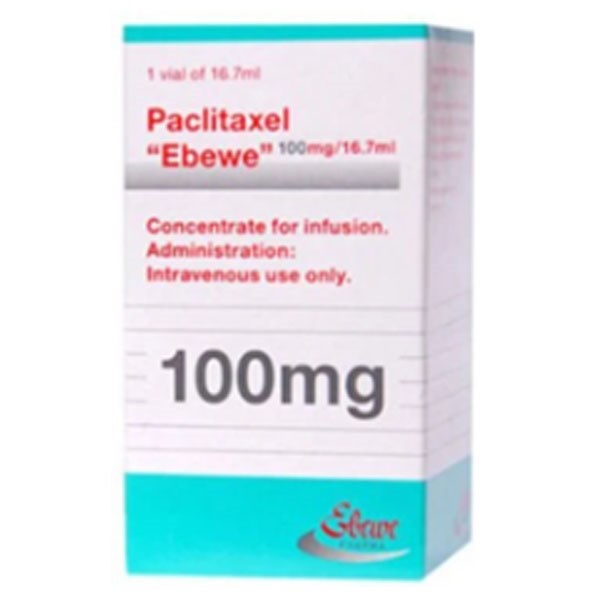 1 vial of 16.7ml
Paclitaxel
"Ebewe" 100mg/16.7ml
Concentrate for infusion.
Administration:
Intravenous use only.
100mg
Ebewe
PHARMA